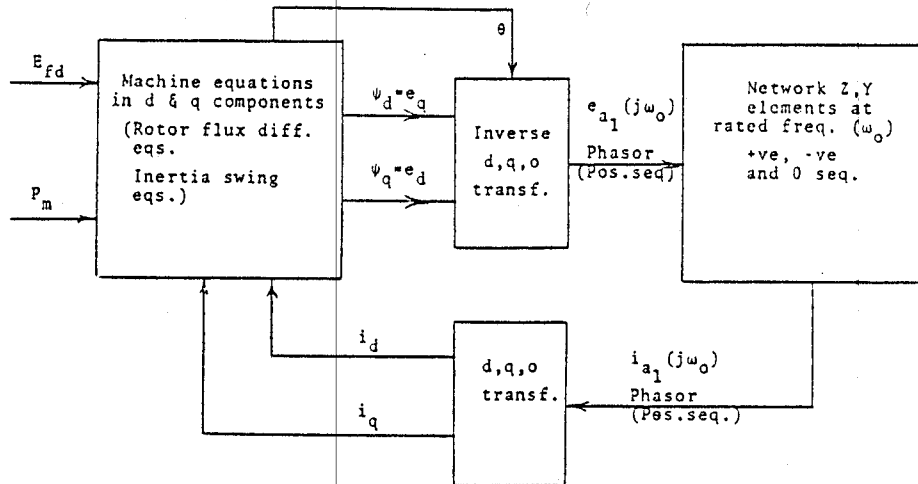 θ
E_fd
Machine equations
in d & q components
(Rotor flux diff.
eqs.
Inertia swing
eqs.)
P_m
ψ_d=e_q
ψ_q=e_d
Inverse
d,q,o
transf.
e_a1(jω_o)
Phasor
(Pos.seq)
Network Z,Y
elements at
rated freq. (ω_o)
+ve, -ve
and 0 seq.
i_d
i_q
d,q,o
transf.
i_a1(jω_o)
Phasor
(Pos.seq.)